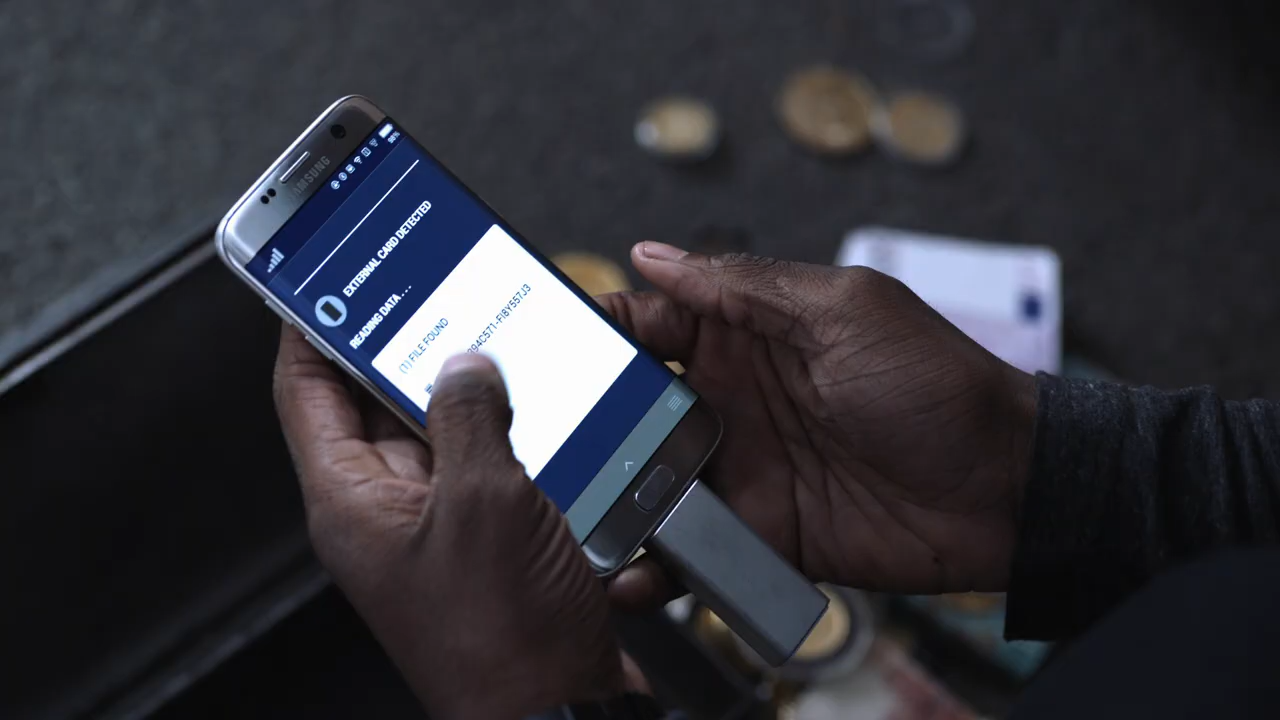 SAMSUNG
EXTERNAL CARD DETECTED
READING DATA...
(1) FILE FOUND